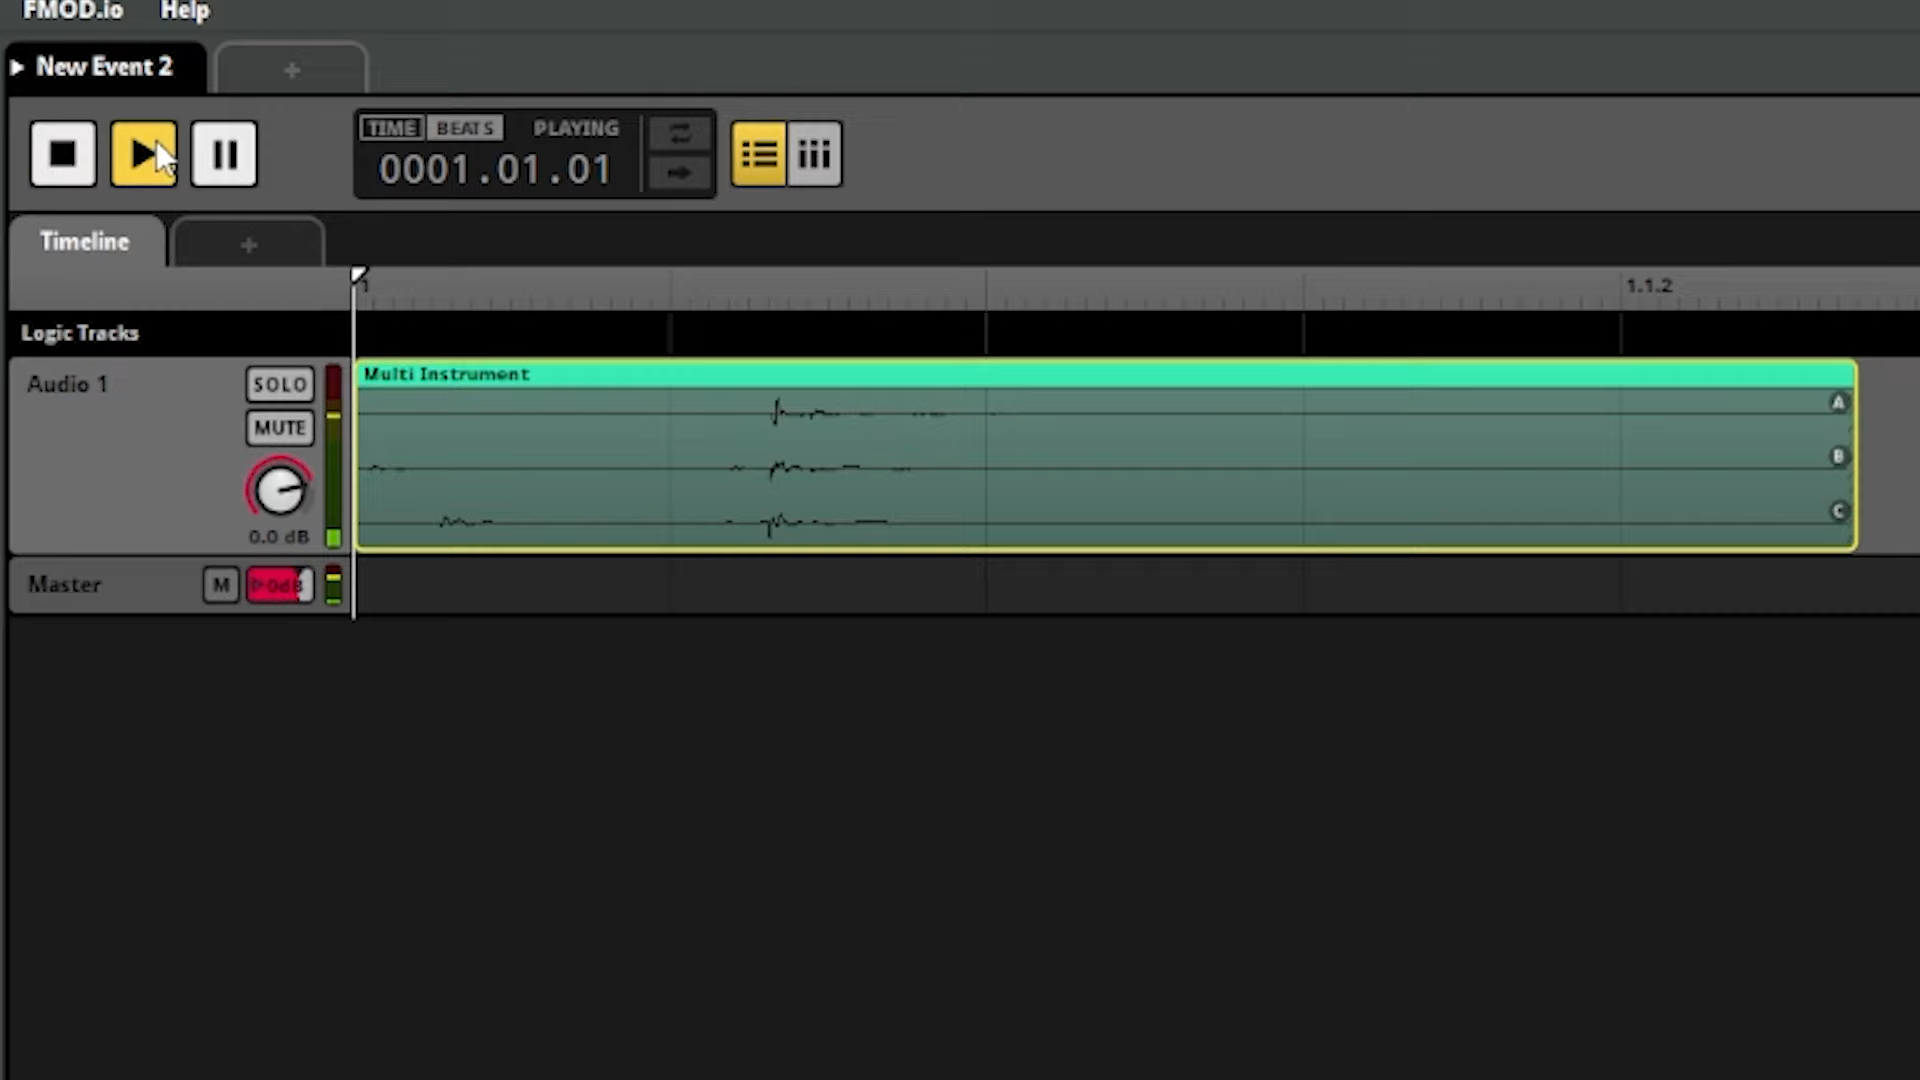 FMOD.io Help
New Event 2 +
TIME BEATS PLAYING
0001.01.01
Timeline +
1 1.1.2
Logic Tracks
Audio 1 SOLO
MUTE
0.0 dB
Multi Instrument
A
B
C
Master M 0dB